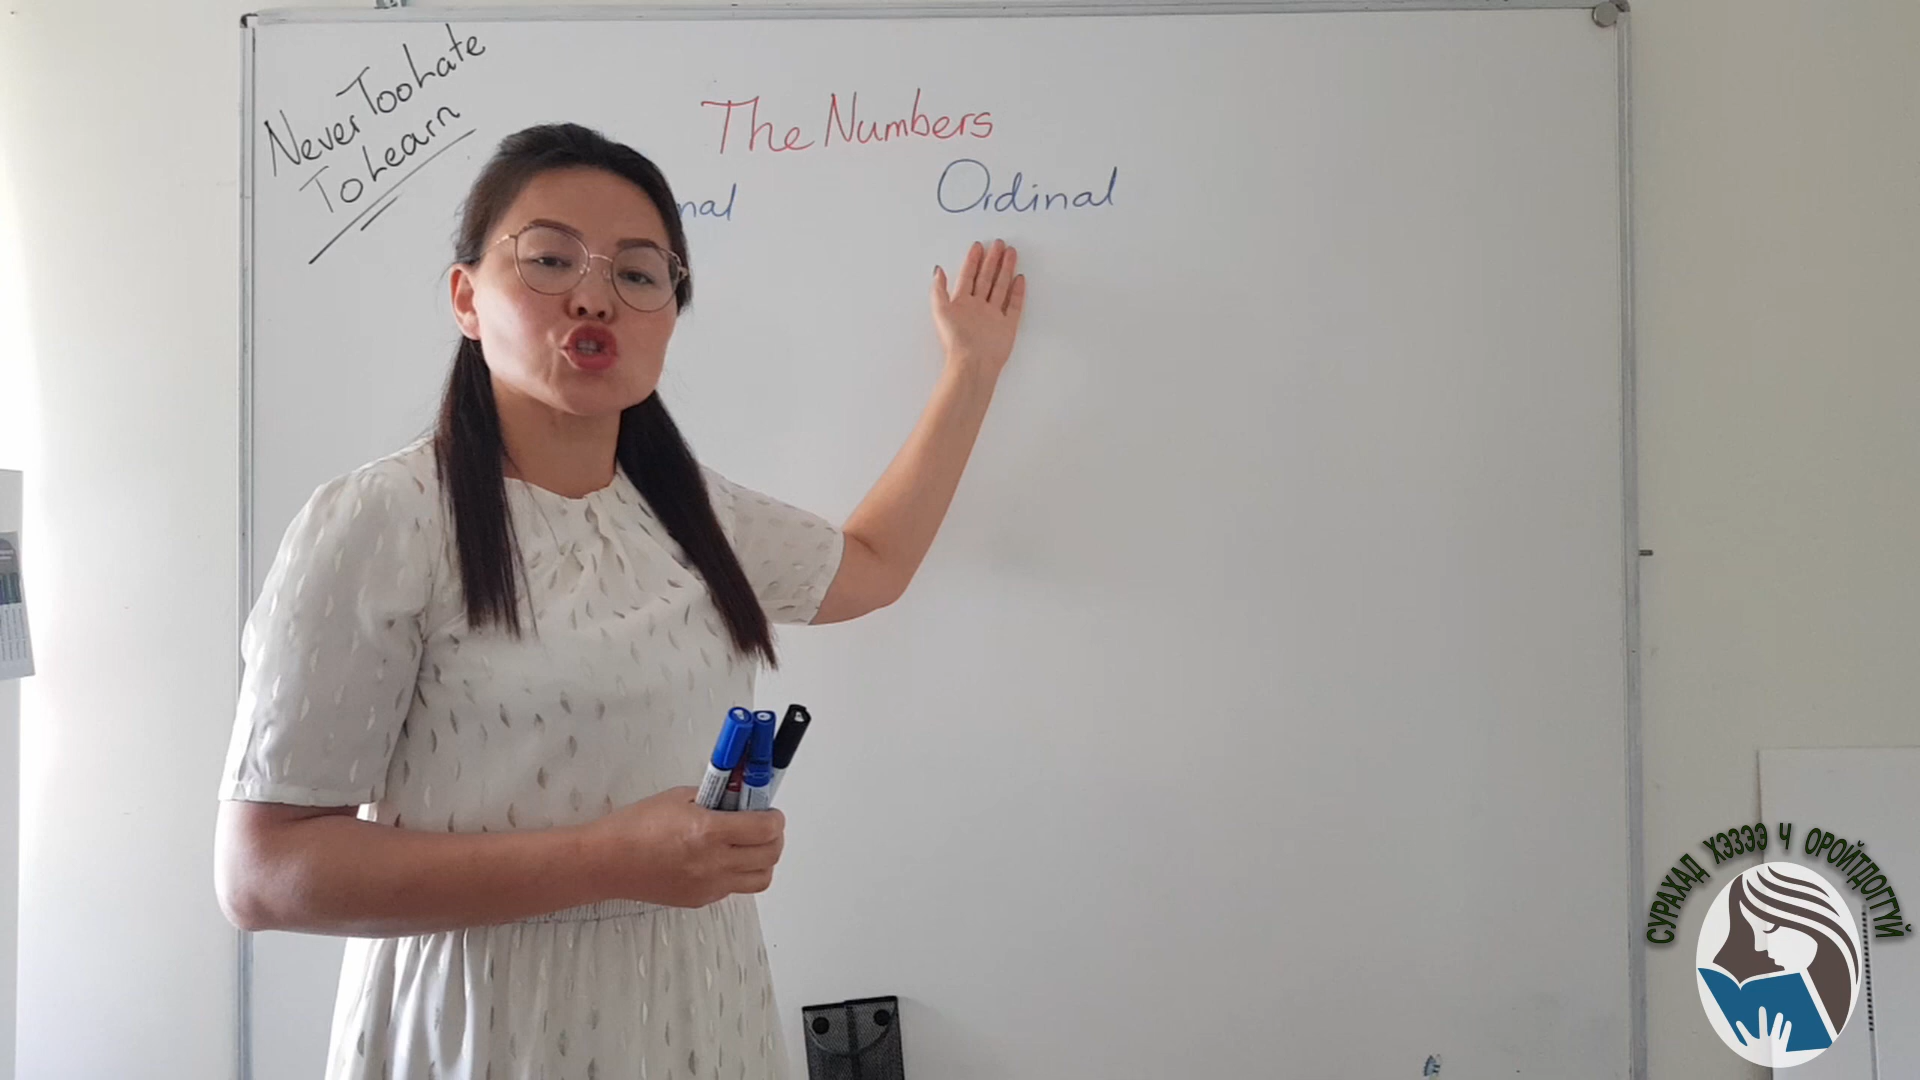 Never Too Late
To Learn
The Numbers
nal
Ordinal
СУРАХАД ХЭЗЭЭ Ч ОРОЙТДОГГҮЙ